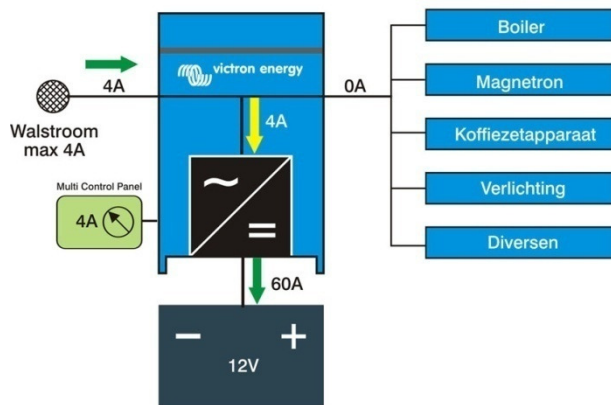 victron energy
4A
0A
Walstroom
max 4A
4A
Multi Control Panel
4A
60A
12V
Boiler
Magnetron
Koffiezetapparaat
Verlichting
Diversen